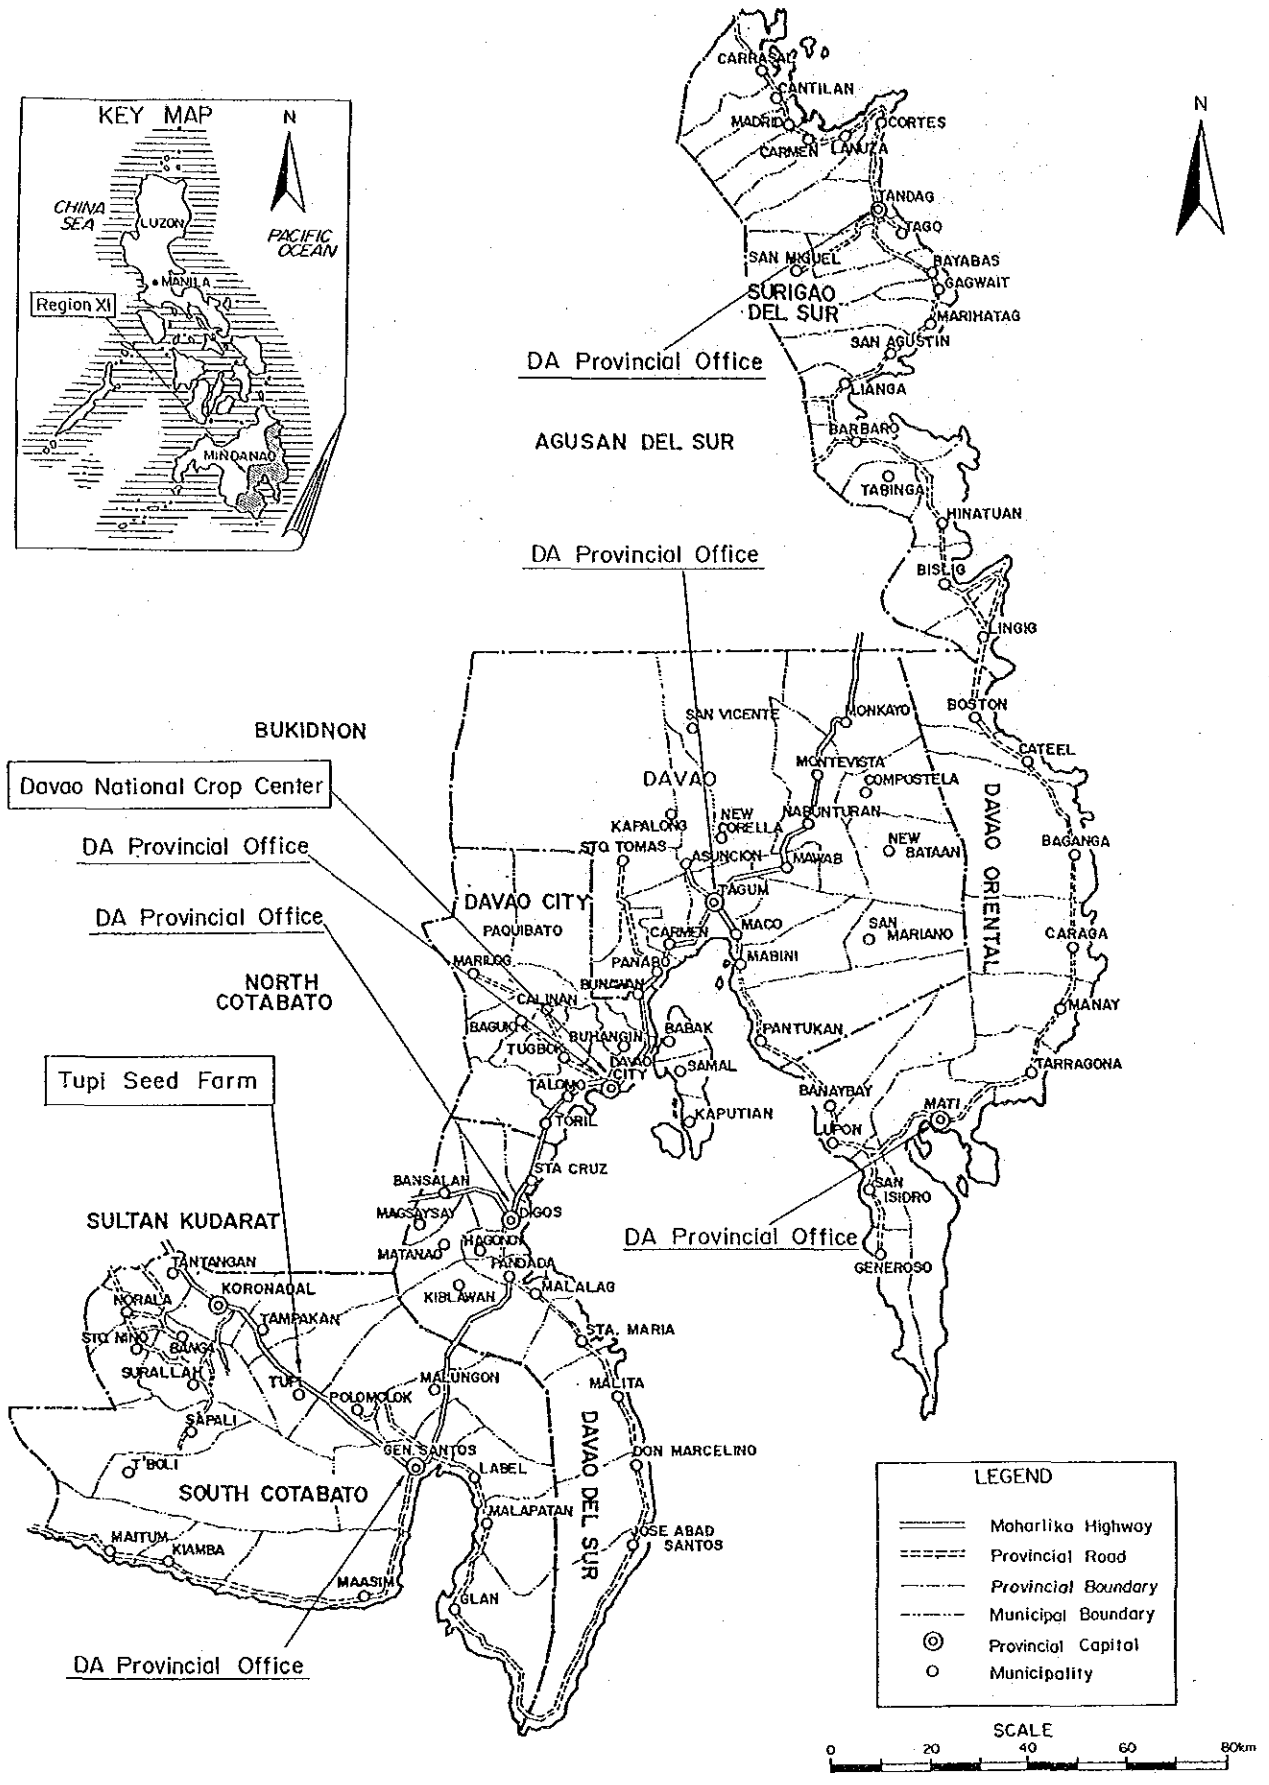 KEY MAP
N
CHINA
SEA
LUZON
PACIFIC
OCEAN
MANILA
Region XI
MINDANAO
N
CARRASAL
CANTILAN
MADRID
CARMEN
LANUZA
CORTES
TANDAG
TAGO
SAN MIGUEL
BAYABAS
GAGWAIT
SURIGAO
DEL SUR
MARIHATAG
SAN AGUSTIN
DA Provincial Office
LIANGA
BARBARO
AGUSAN DEL SUR
TABINGA
HINATUAN
DA Provincial Office
BISLIG
LINGIG
BOSTON
SAN VICENTE
MONKAYO
BUKIDNON
CATEEL
MONTEVISTA
DAVAO
COMPOSTELA
Davao National Crop Center
DAVAO ORIENTAL
KAPALONG
NEW
CORELLA
NABUNTURAN
DA Provincial Office
STO TOMAS
ASUNCION
MAWAB
NEW
BATAAN
BAGANGA
TAGUM
DAVAO CITY
DA Provincial Office
PAQUIBATO
CARMEN
MACO
SAN
MARIANO
CARAGA
MARILOG
PANABO
MABINI
NORTH
COTABATO
BUNAWAN
CALINAN
MANAY
BAGUIO
BUHANGIN
BABAK
PANTUKAN
TUGBOK
DAVAO
CITY
SAMAL
TARRAGONA
Tupi Seed Farm
TALOMO
BANAYBAY
MATI
KAPUTIAN
TORIL
LUPON
STA CRUZ
BANSALAN
SAN
ISIDRO
MAGSAYSAY
DIGOS
SULTAN KUDARAT
DA Provincial Office
MATANAO
HAGONOY
GENEROSO
TANTANGAN
PANDADA
KORONADAL
KIBLAWAN
MALALAG
NORALA
TAMPAKAN
STO NINO
BANGA
STA. MARIA
SURALLAH
TUPI
MALUNGON
MALITA
POLOMOLOK
SAPALI
DAVAO DEL SUR
GEN. SANTOS
DON MARCELINO
T'BOLI
LABEL
SOUTH COTABATO
MALAPATAN
JOSE ABAD
SANTOS
MAITUM
KIAMBA
MAASIM
GLAN
DA Provincial Office
LEGEND
Moharlika Highway
Provincial Road
Provincial Boundary
Municipal Boundary
Provincial Capital
Municipality
SCALE
0 20 40 80km